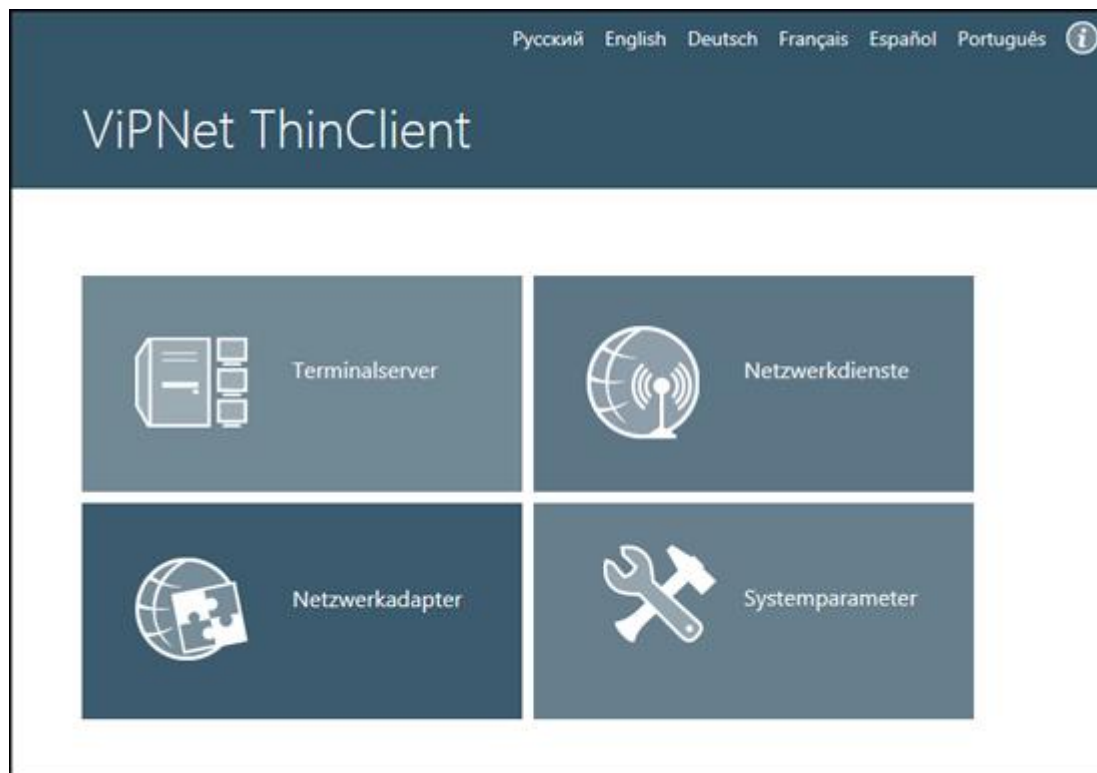 Русский English Deutsch Français Español Português i
ViPNet ThinClient
Terminalserver
Netzwerkdienste
Netzwerkadapter
Systemparameter